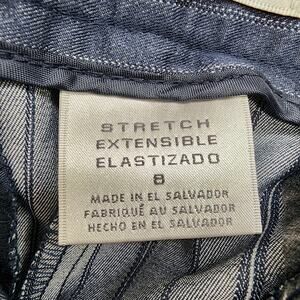 STRETCH
EXTENSIBLE
ELASTIZADO
8
MADE IN EL SALVADOR
FABRIQUÉ AU SALVADOR
HECHO EN EL SALVADOR